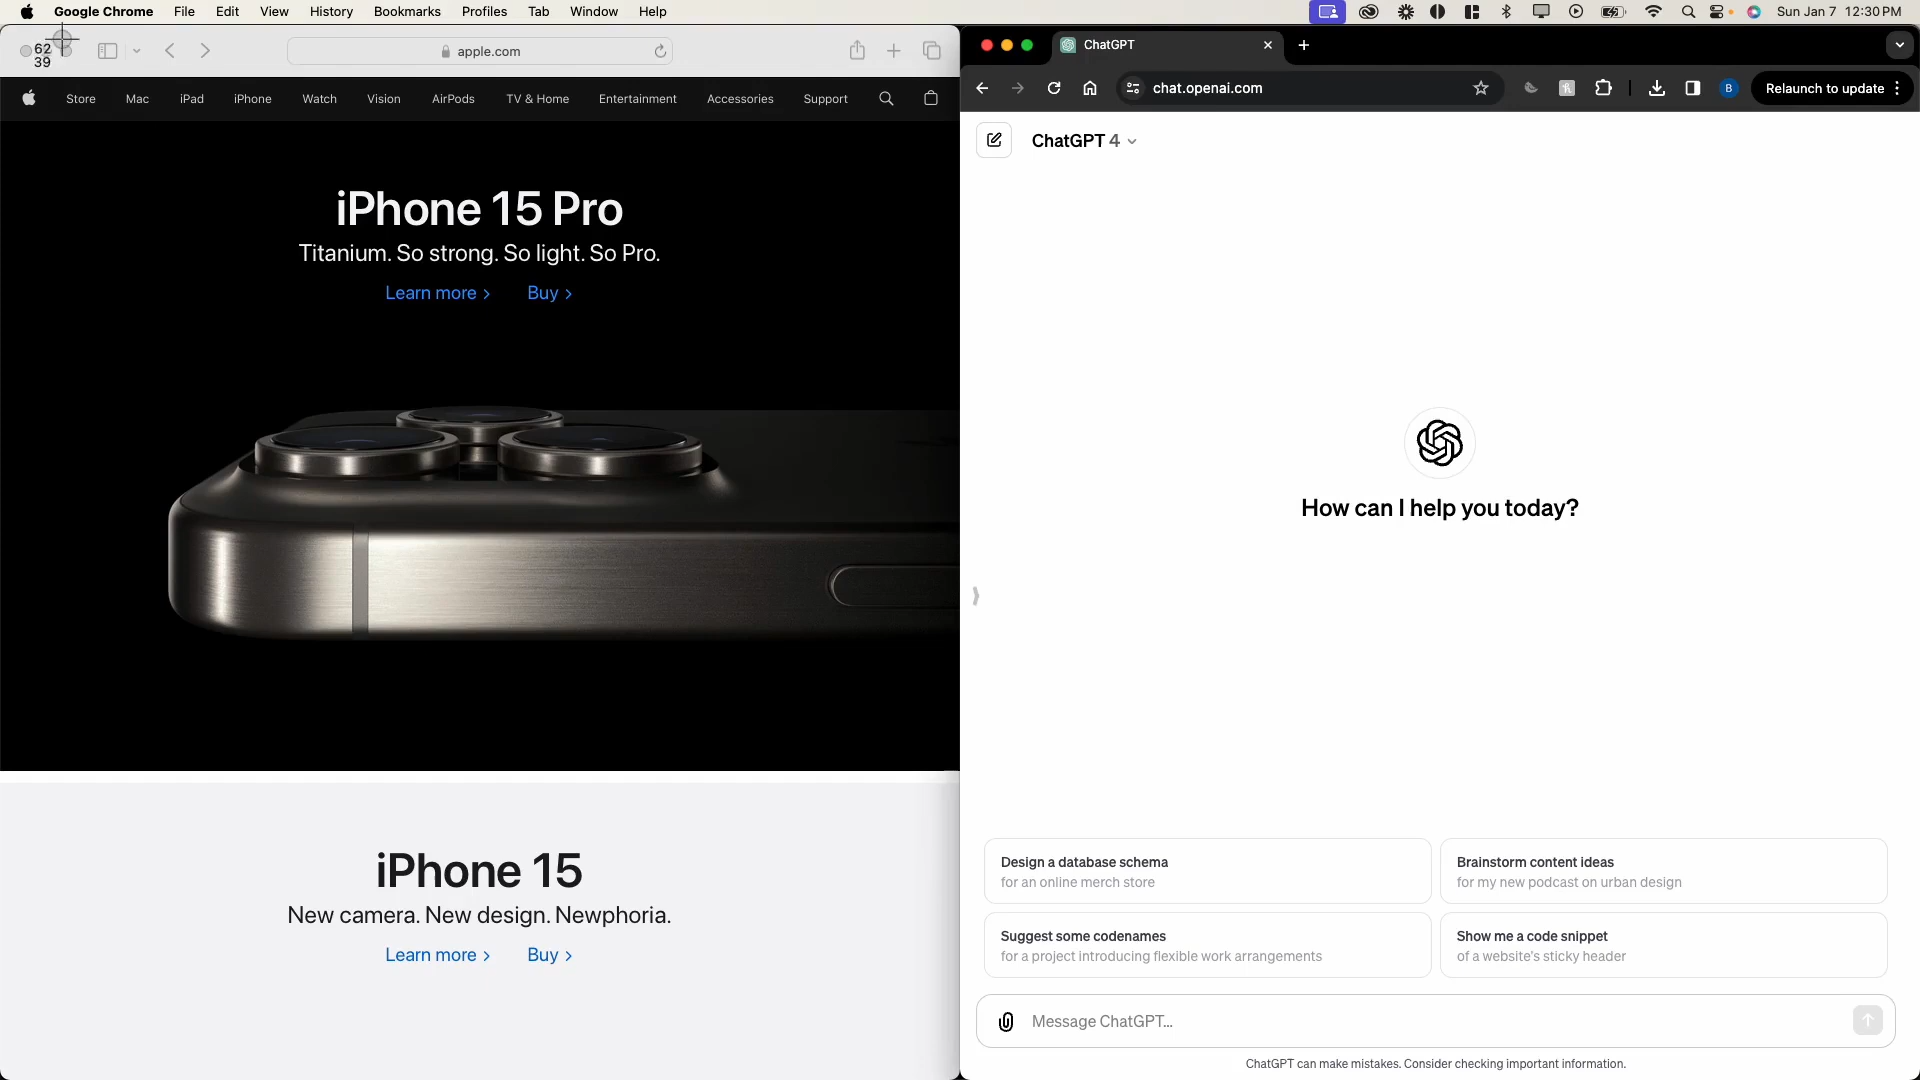 Google Chrome File Edit View History Bookmarks Profiles Tab Window Help
Sun Jan 7 12:30 PM
62
39
apple.com
Store Mac iPad iPhone Watch Vision AirPods TV & Home Entertainment Accessories Support
iPhone 15 Pro
Titanium. So strong. So light. So Pro.
Learn more > Buy >
iPhone 15
New camera. New design. Newphoria.
Learn more > Buy >
ChatGPT
chat.openai.com
B
Relaunch to update
ChatGPT 4
How can I help you today?
Design a database schema
for an online merch store
Brainstorm content ideas
for my new podcast on urban design
Suggest some codenames
for a project introducing flexible work arrangements
Show me a code snippet
of a website's sticky header
Message ChatGPT...
ChatGPT can make mistakes. Consider checking important information.